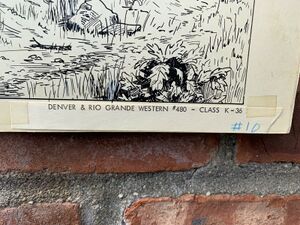 DENVER & RIO GRANDE WESTERN #480 - CLASS K-36
#10